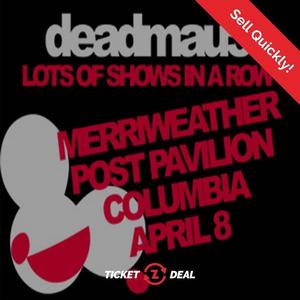 deadmau5
LOTS OF SHOWS IN A ROW
MERRIWEATHER
POST PAVILION
COLUMBIA
APRIL 8
Sell Quickly!
TICKET Z DEAL